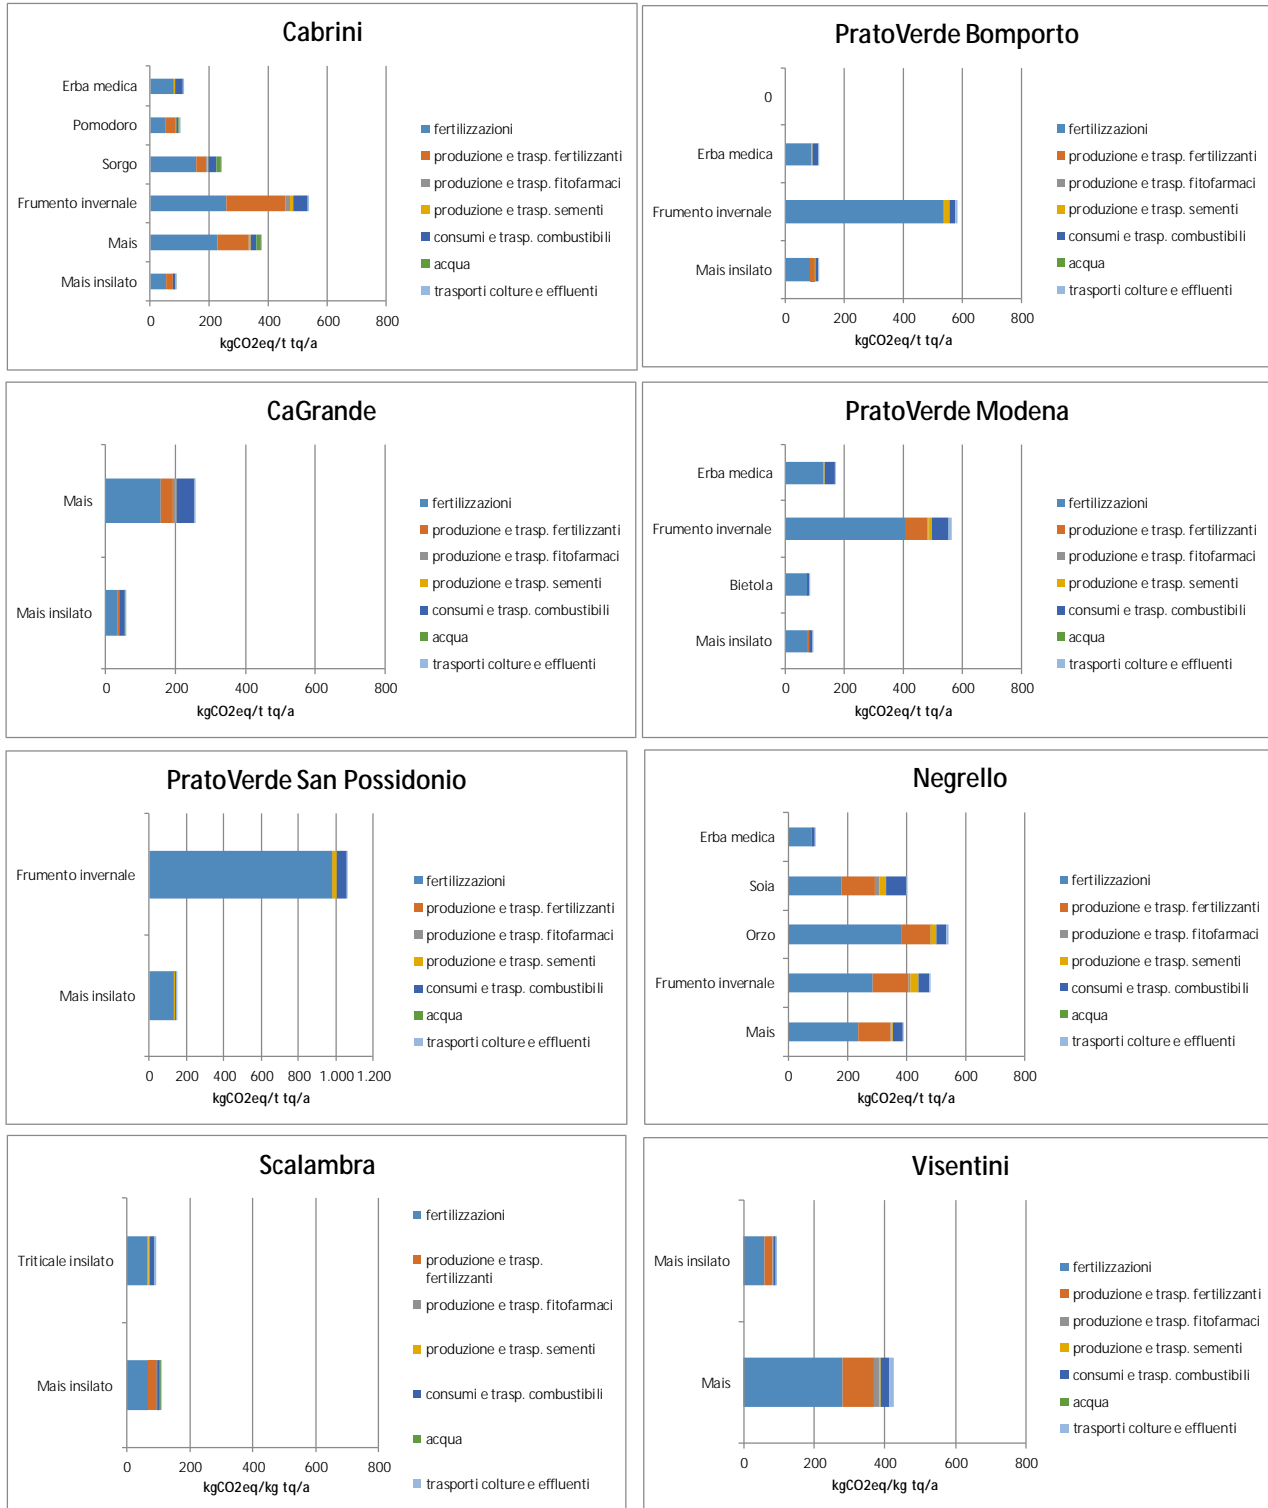 Cabrini
Erba medica
Pomodoro
Sorgo
Frumento invernale
Mais
Mais insilato
0 200 400 600 800
kgCO2eq/t tq/a
fertilizzazioni
produzione e trasp. fertilizzanti
produzione e trasp. fitofarmaci
produzione e trasp. sementi
consumi e trasp. combustibili
acqua
trasporti colture e effluenti
PratoVerde Bomporto
0
Erba medica
Frumento invernale
Mais insilato
0 200 400 600 800
kgCO2eq/t tq/a
fertilizzazioni
produzione e trasp. fertilizzanti
produzione e trasp. fitofarmaci
produzione e trasp. sementi
consumi e trasp. combustibili
acqua
trasporti colture e effluenti
CaGrande
Mais
Mais insilato
0 200 400 600 800
kgCO2eq/t tq/a
fertilizzazioni
produzione e trasp. fertilizzanti
produzione e trasp. fitofarmaci
produzione e trasp. sementi
consumi e trasp. combustibili
acqua
trasporti colture e effluenti
PratoVerde Modena
Erba medica
Frumento invernale
Bietola
Mais insilato
0 200 400 600 800
kgCO2eq/t tq/a
fertilizzazioni
produzione e trasp. fertilizzanti
produzione e trasp. fitofarmaci
produzione e trasp. sementi
consumi e trasp. combustibili
acqua
trasporti colture e effluenti
PratoVerde San Possidonio
Frumento invernale
Mais insilato
0 200 400 600 800 1.000 1.200
kgCO2eq/t tq/a
fertilizzazioni
produzione e trasp. fertilizzanti
produzione e trasp. fitofarmaci
produzione e trasp. sementi
consumi e trasp. combustibili
acqua
trasporti colture e effluenti
Negrello
Erba medica
Soia
Orzo
Frumento invernale
Mais
0 200 400 600 800
kgCO2eq/t tq/a
fertilizzazioni
produzione e trasp. fertilizzanti
produzione e trasp. fitofarmaci
produzione e trasp. sementi
consumi e trasp. combustibili
acqua
trasporti colture e effluenti
Scalambra
Triticale insilato
Mais insilato
0 200 400 600 800
kgCO2eq/kg tq/a
fertilizzazioni
produzione e trasp.
fertilizzanti
produzione e trasp. fitofarmaci
produzione e trasp. sementi
consumi e trasp. combustibili
acqua
trasporti colture e effluenti
Visentini
Mais insilato
Mais
0 200 400 600 800
kgCO2eq/kg tq/a
fertilizzazioni
produzione e trasp. fertilizzanti
produzione e trasp. fitofarmaci
produzione e trasp. sementi
consumi e trasp. combustibili
acqua
trasporti colture e effluenti